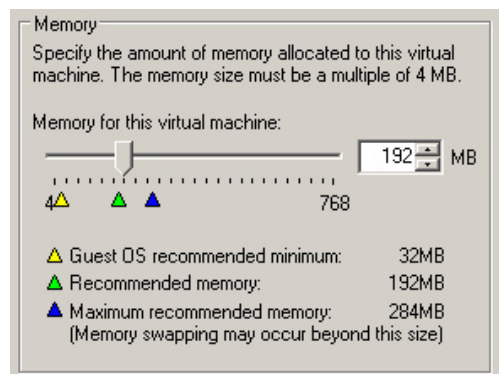 Memory
Specify the amount of memory allocated to this virtual
machine. The memory size must be a multiple of 4 MB.
Memory for this virtual machine:
192 MB
4 768
Guest OS recommended minimum: 32MB
Recommended memory: 192MB
Maximum recommended memory: 284MB
(Memory swapping may occur beyond this size)